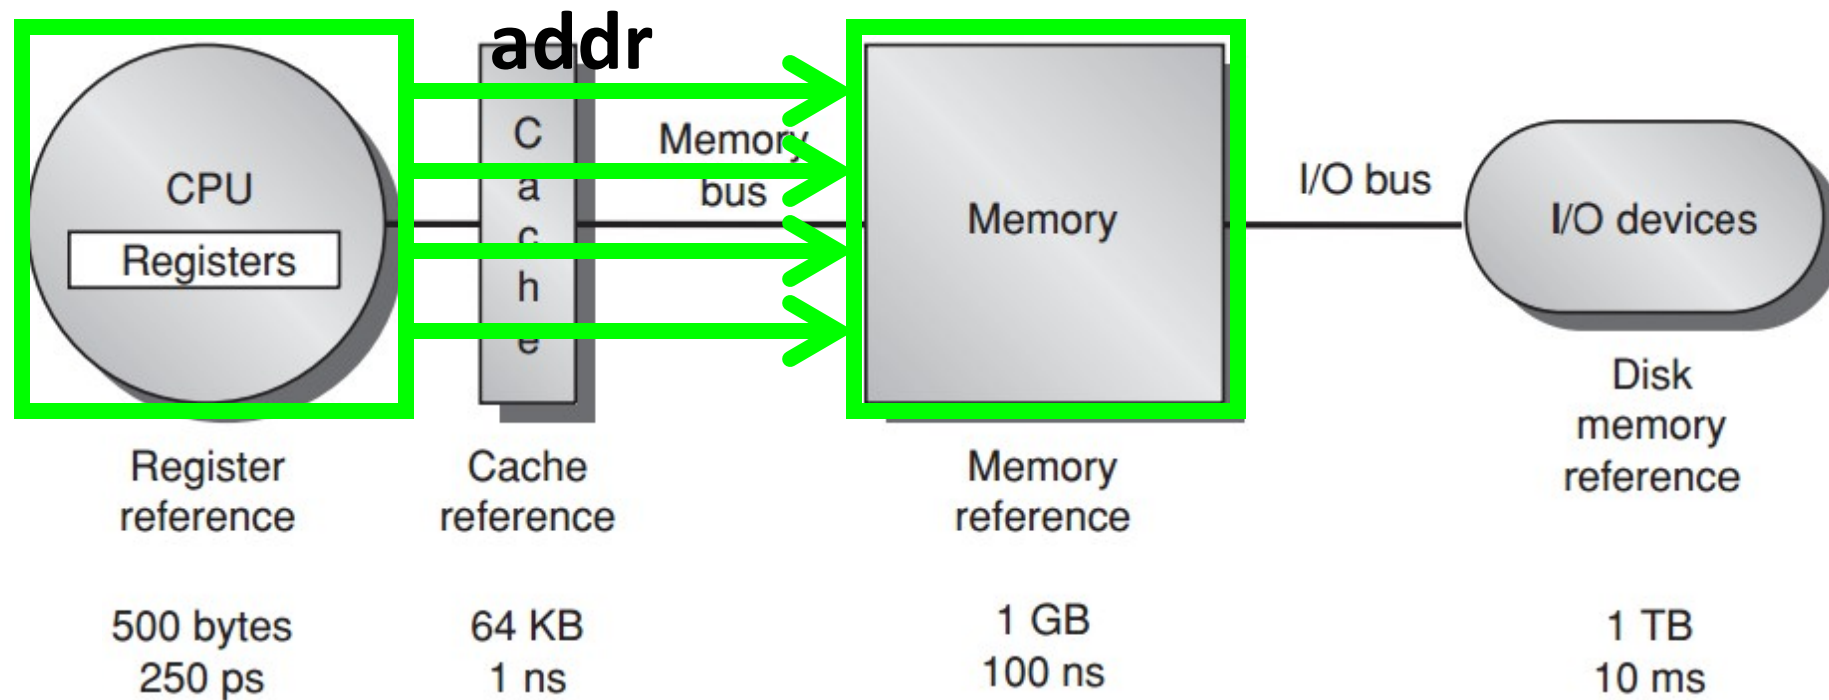 addr
CPU
Registers
C
a
c
h
e
Memory
bus
Memory
I/O bus
I/O devices
Register
reference
500 bytes
250 ps
Cache
reference
64 KB
1 ns
Memory
reference
1 GB
100 ns
Disk
memory
reference
1 TB
10 ms